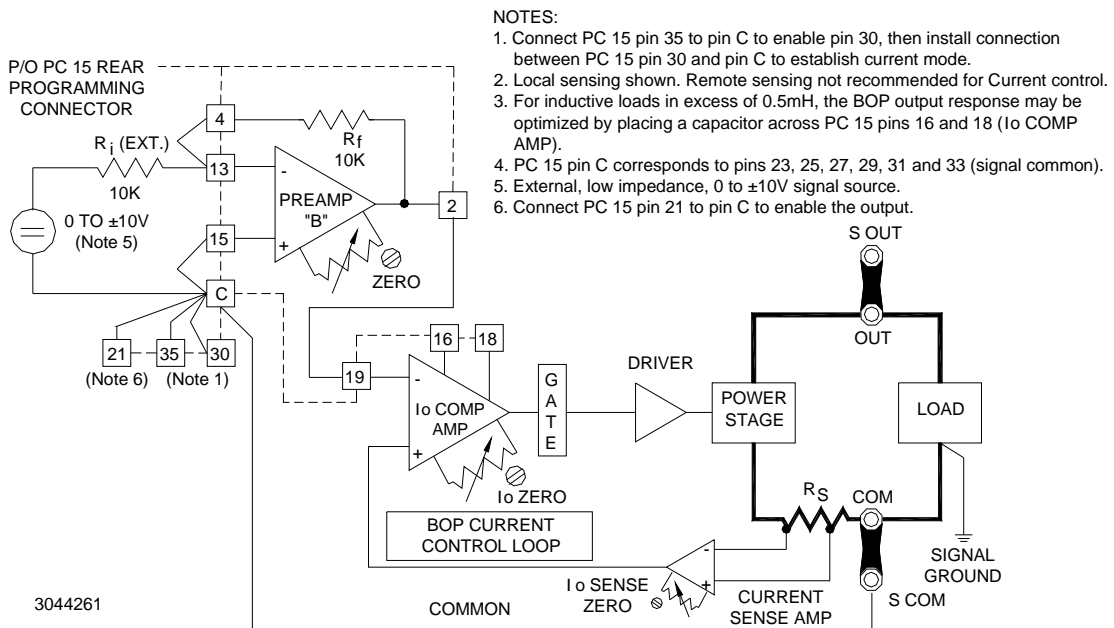 NOTES:
1. Connect PC 15 pin 35 to pin C to enable pin 30, then install connection
between PC 15 pin 30 and pin C to establish current mode.
2. Local sensing shown. Remote sensing not recommended for Current control.
3. For inductive loads in excess of 0.5mH, the BOP output response may be
optimized by placing a capacitor across PC 15 pins 16 and 18 (Io COMP
AMP).
4. PC 15 pin C corresponds to pins 23, 25, 27, 29, 31 and 33 (signal common).
5. External, low impedance, 0 to ±10V signal source.
6. Connect PC 15 pin 21 to pin C to enable the output.
P/O PC 15 REAR
PROGRAMMING
CONNECTOR
4
Rf
10K
Ri (EXT.)
10K
13
-
PREAMP
"B"
+
2
0 TO ±10V
(Note 5)
15
ZERO
C
21
35
30
(Note 6)
(Note 1)
16
18
19
-
Io COMP
AMP
+
Io ZERO
GATE
DRIVER
POWER
STAGE
S OUT
OUT
LOAD
RS
COM
BOP CURRENT
CONTROL LOOP
-
+
Io SENSE
ZERO
CURRENT
SENSE AMP
SIGNAL
GROUND
S COM
COMMON
3044261